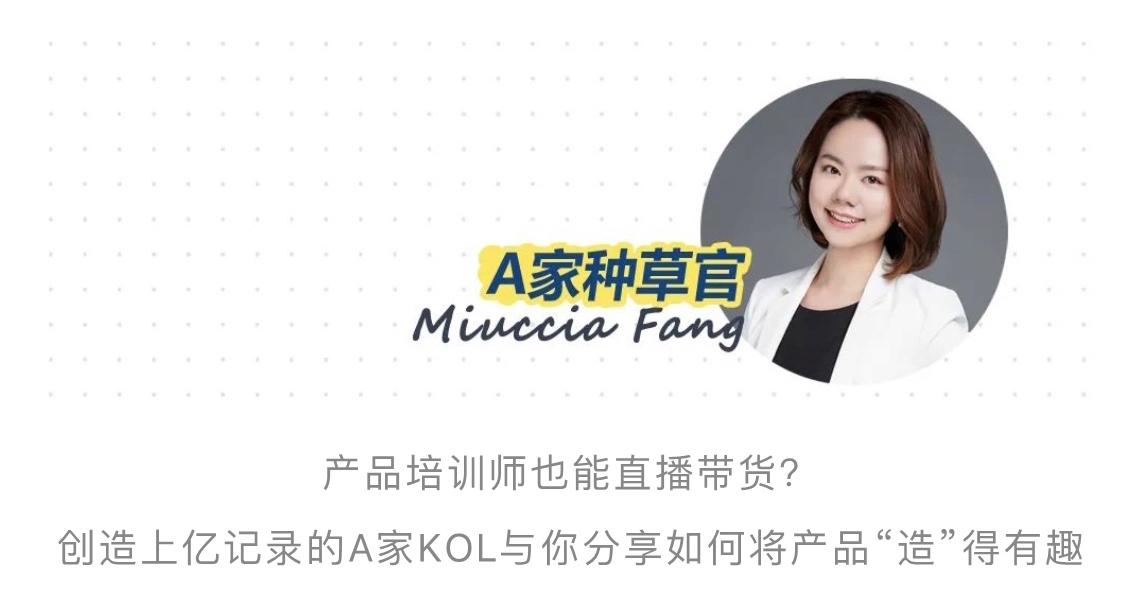 A家种草官
Miuccia Fang
产品培训师也能直播带货?
创造上亿记录的A家KOL与你分享如何将产品“造”得有趣